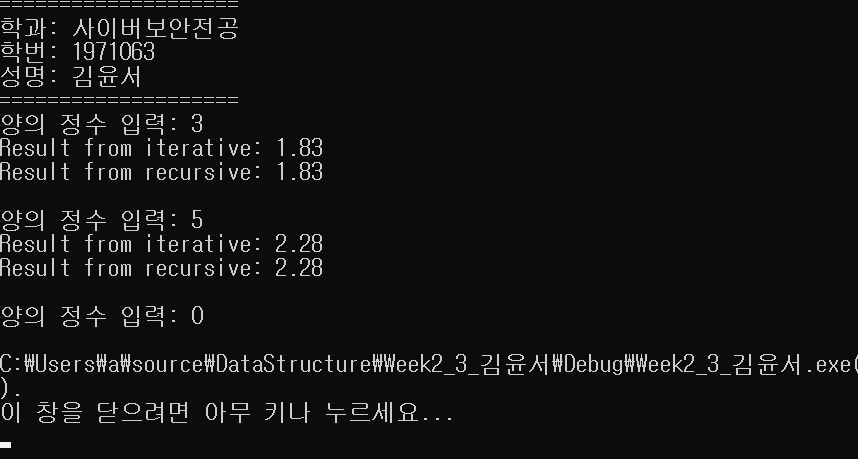 ====================
학과: 사이버보안전공
학번: 1971063
성명: 김윤서
====================
양의 정수 입력: 3
Result from iterative: 1.83
Result from recursive: 1.83
양의 정수 입력: 5
Result from iterative: 2.28
Result from recursive: 2.28
양의 정수 입력: 0
C:₩Users₩a₩source₩DataStructure₩Week2_3_김윤서₩Debug₩Week2_3_김윤서.exe(
).
이 창을 닫으려면 아무 키나 누르세요...